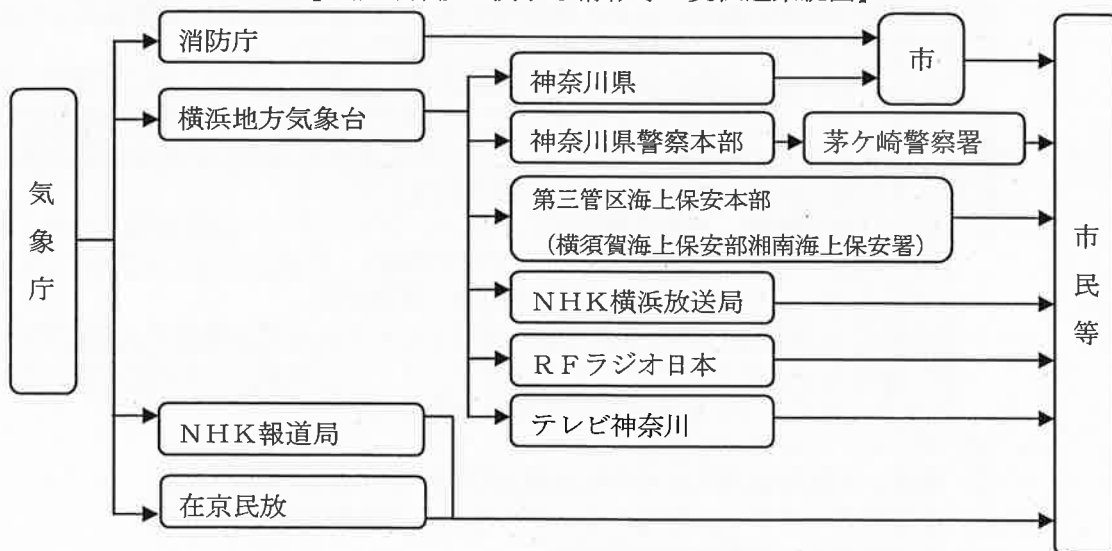 気象庁
消防庁
横浜地方気象台
NHK報道局
在京民放
神奈川県
神奈川県警察本部
茅ケ崎警察署
第三管区海上保安本部
(横須賀海上保安部湘南海上保安署)
NHK横浜放送局
RFラジオ日本
テレビ神奈川
市
市民等